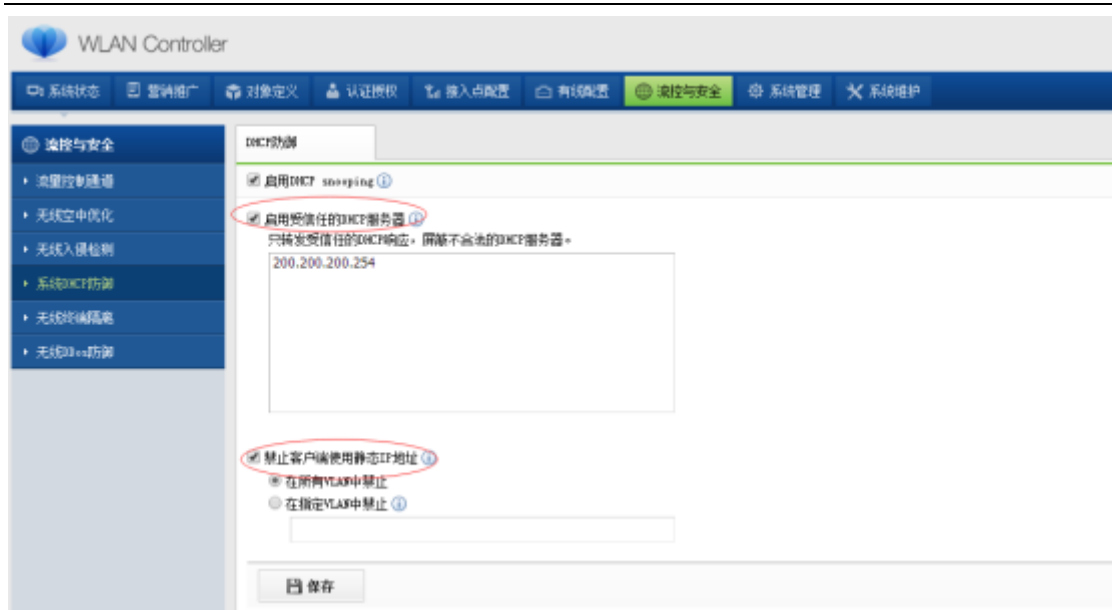 WLAN Controller
系统状态 营销推广 对象定义 认证授权 接入点配置 有线配置 流控与安全 系统管理 系统维护
流控与安全
流量控制通道
无线空中优化
无线入侵检测
系统DHCP防御
无线终端隔离
无线DDos防御
DHCP防御
启用DHCP snooping
启用受信任的DHCP服务器
只转发受信任的DHCP响应，屏蔽不合法的DHCP服务器。
200.200.200.254
禁止客户端使用静态IP地址
在所有VLAN中禁止
在指定VLAN中禁止
保存